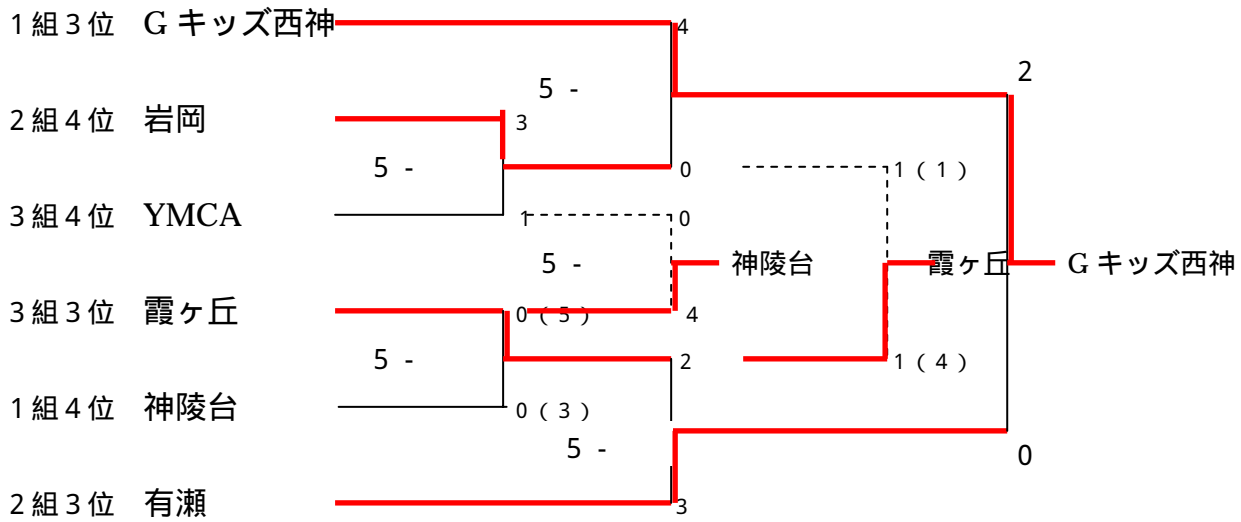 1組3位 Gキッズ西神 4
2
5 -
2組4位 岩岡 3
5 - 0 1(1)
3組4位 YMCA 1 0
5 - 神陵台 霞ヶ丘 Gキッズ西神
3組3位 霞ヶ丘 0(5) 4
5 - 2 1(4)
1組4位 神陵台 0(3)
5 - 0
2組3位 有瀬 3